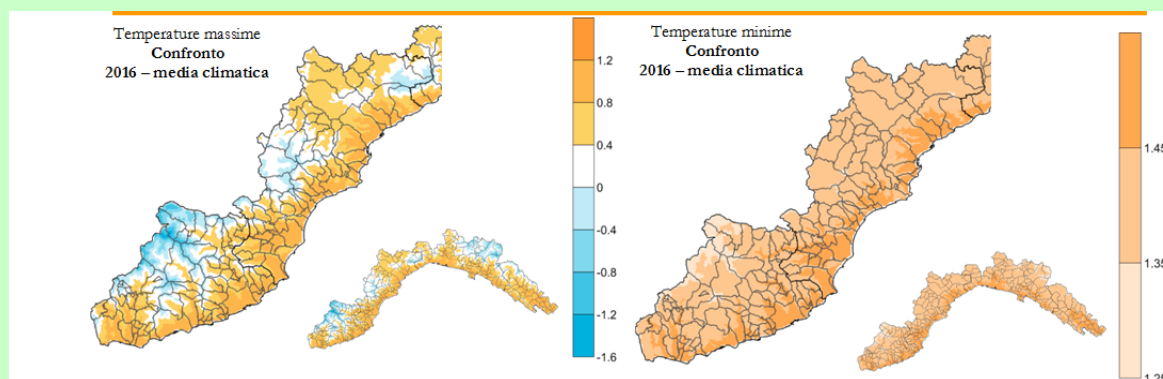 Temperature massime
Confronto
2016 – media climatica
1.2
0.8
0.4
0
-0.4
-0.8
-1.2
-1.6
Temperature minime
Confronto
2016 – media climatica
1.45
1.35